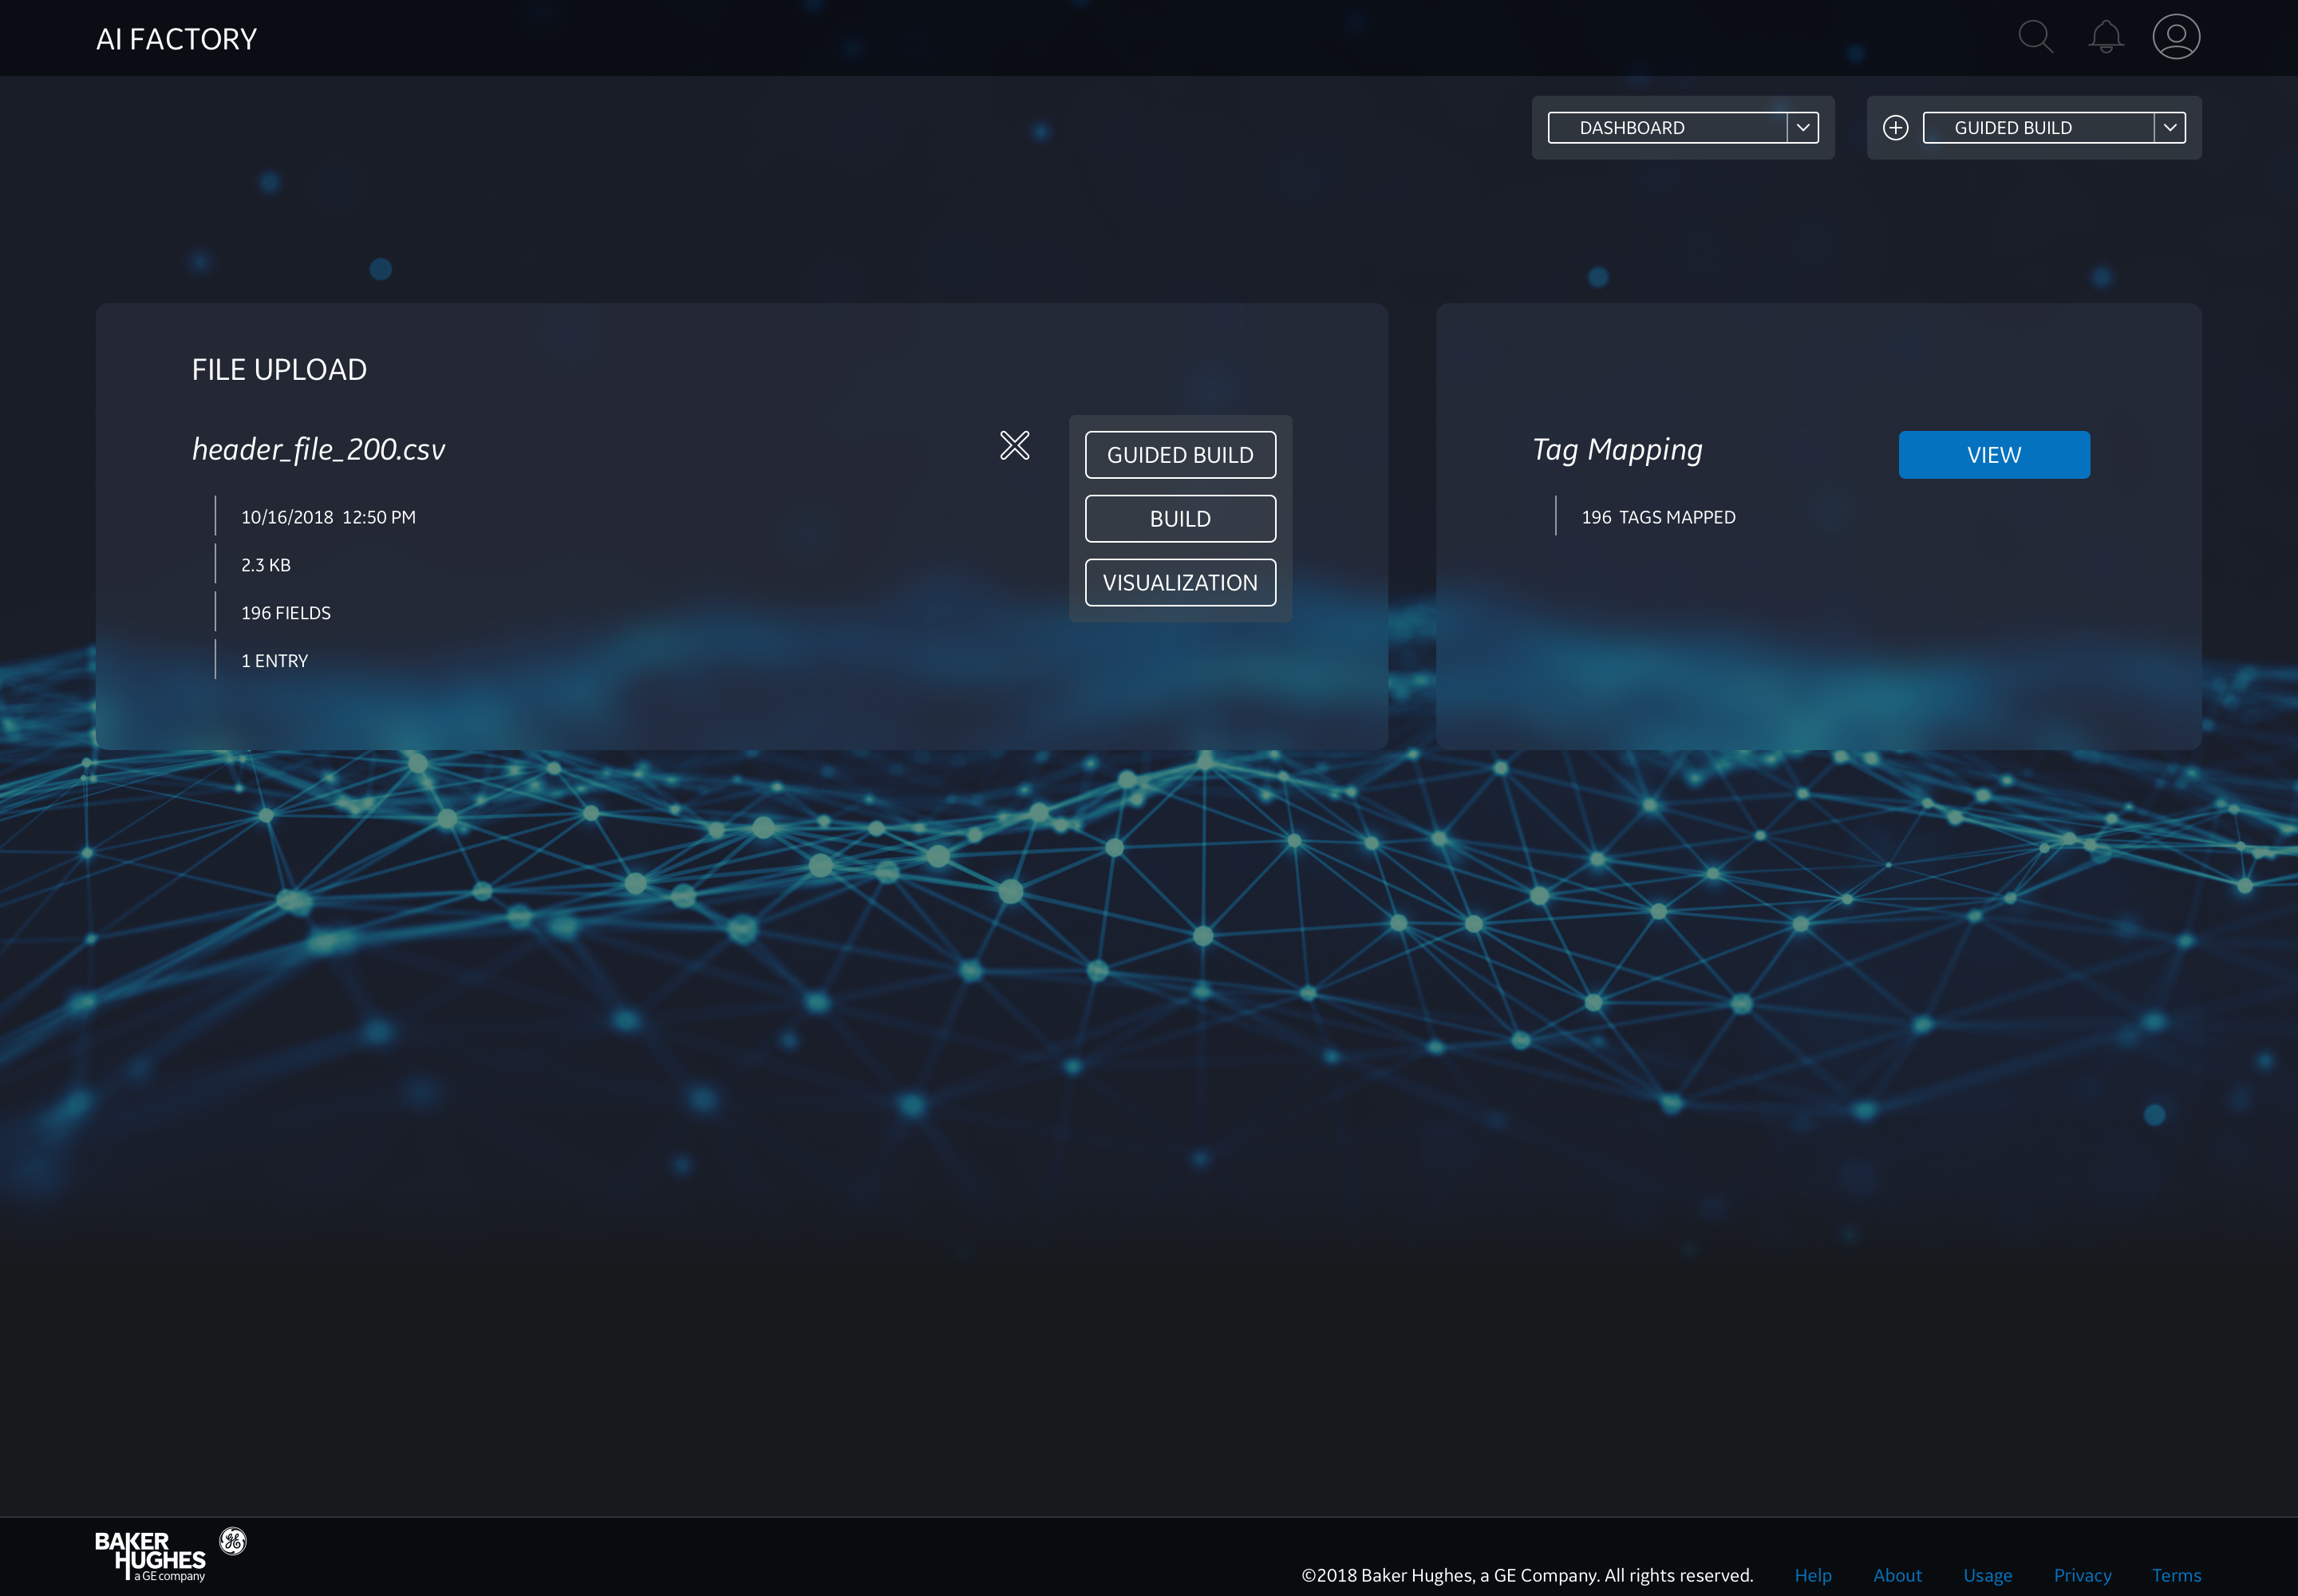 AI FACTORY
DASHBOARD
GUIDED BUILD
FILE UPLOAD
header_file_200.csv
10/16/2018 12:50 PM
2.3 KB
196 FIELDS
1 ENTRY
GUIDED BUILD
BUILD
VISUALIZATION
Tag Mapping
VIEW
196 TAGS MAPPED
BAKER
HUGHES
a GE company
GE
©2018 Baker Hughes, a GE Company. All rights reserved. Help About Usage Privacy Terms